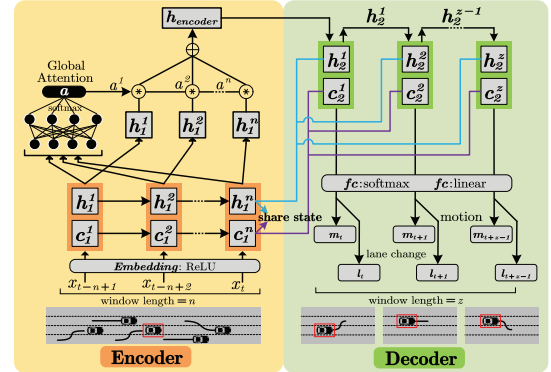 h_encoder
h_2^1
h_2^{z-1}
Global
Attention
a
a^1
a^2
a^n
softmax
h_1^1
h_1^2
h_1^n
h_2^1
h_2^2
h_2^z
c_2^1
c_2^2
c_2^z
h_1^1
h_1^2
h_1^n
c_1^1
c_1^2
c_1^n
share state
fc:softmax
fc:linear
motion
m_t
m_{t+1}
m_{t+z-1}
lane change
l_t
l_{t+1}
l_{t+z-1}
Embedding: ReLU
x_{t-n+1}
x_{t-n+2}
x_t
window length = n
window length = z
Encoder
Decoder